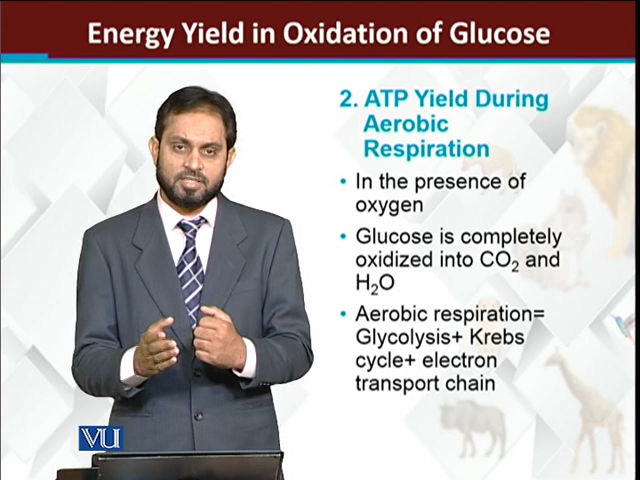 Energy Yield in Oxidation of Glucose
2. ATP Yield During
Aerobic
Respiration
• In the presence of
oxygen
• Glucose is completely
oxidized into CO₂ and
H₂O
• Aerobic respiration=
Glycolysis+ Krebs
cycle+ electron
transport chain
VU